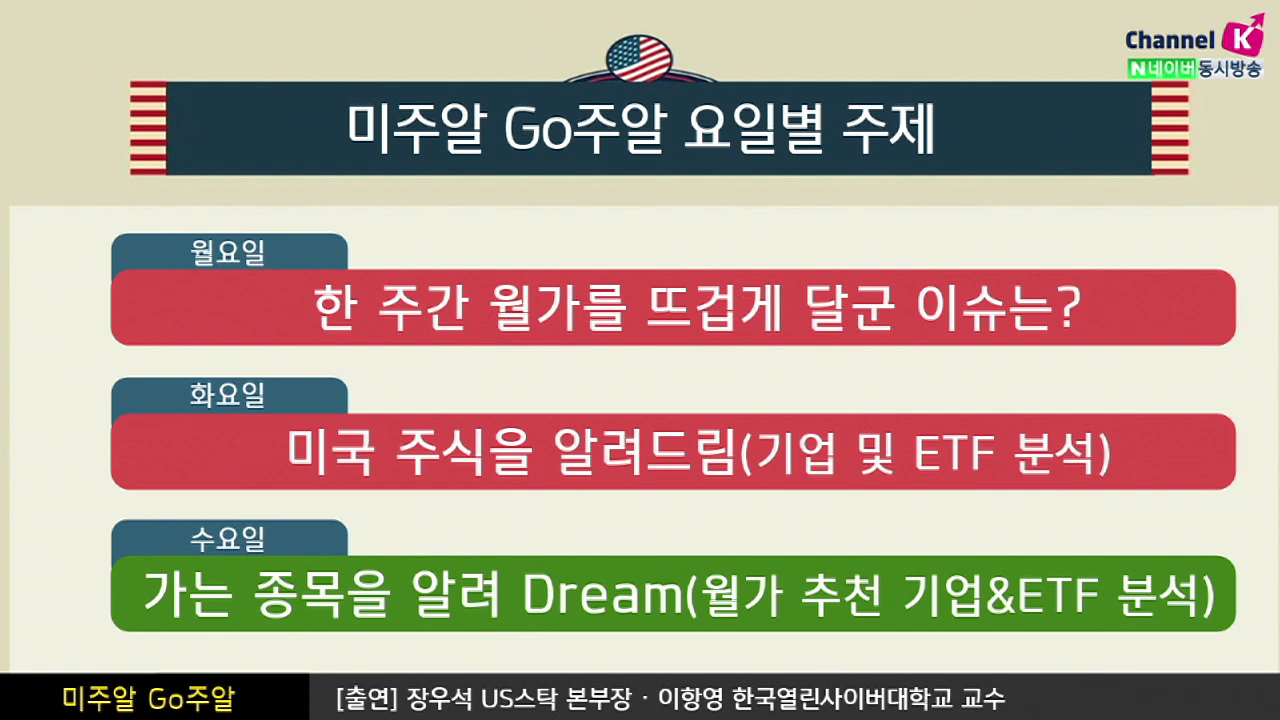 Channel K
N네이버 동시방송
미주알 Go주알 요일별 주제
월요일
한 주간 월가를 뜨겁게 달군 이슈는?
화요일
미국 주식을 알려드림(기업 및 ETF 분석)
수요일
가는 종목을 알려 Dream(월가 추천 기업&ETF 분석)
미주알 Go주알
[출연] 장우석 US스탁 본부장 · 이항영 한국열린사이버대학교 교수